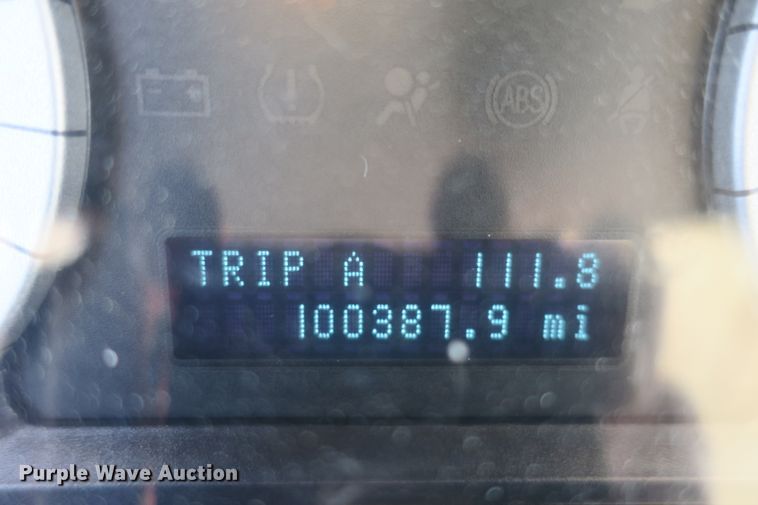 ABS
TRIP A 111.8
100387.9 mi
Purple Wave Auction